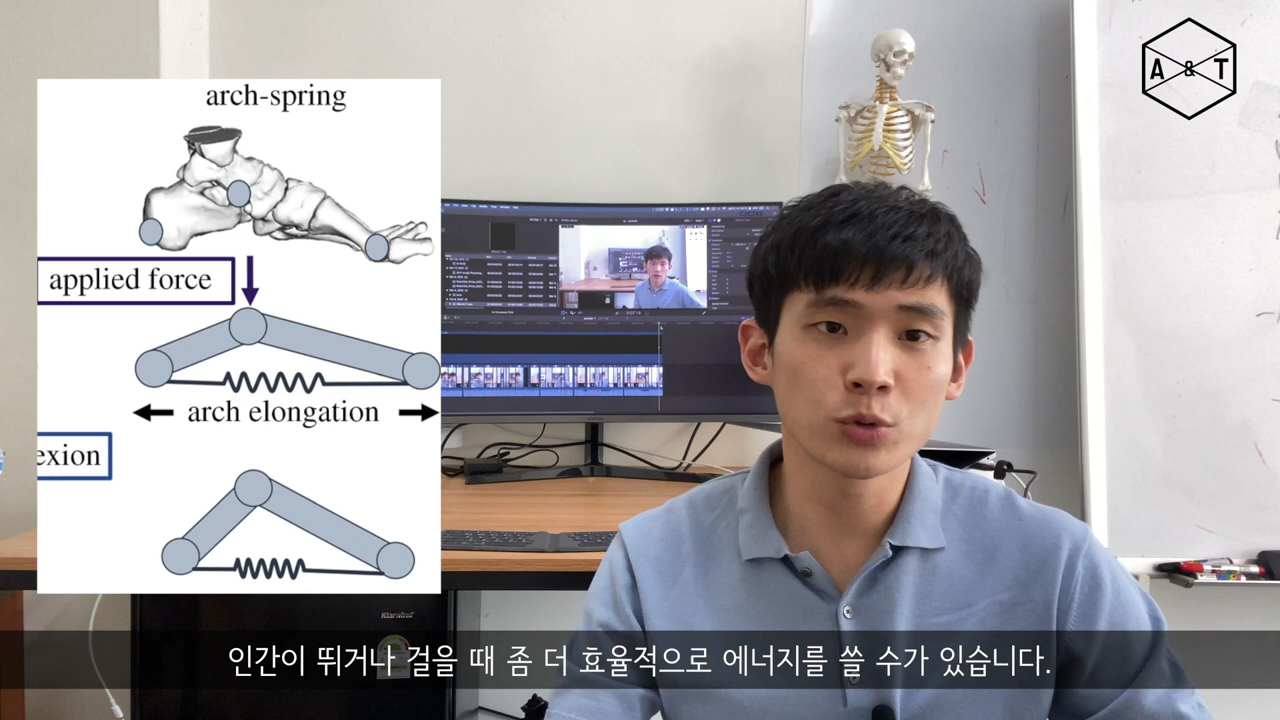 arch-spring
A & T
applied force
arch elongation
exion
인간이 뛰거나 걸을 때 좀 더 효율적으로 에너지를 쓸 수가 있습니다.